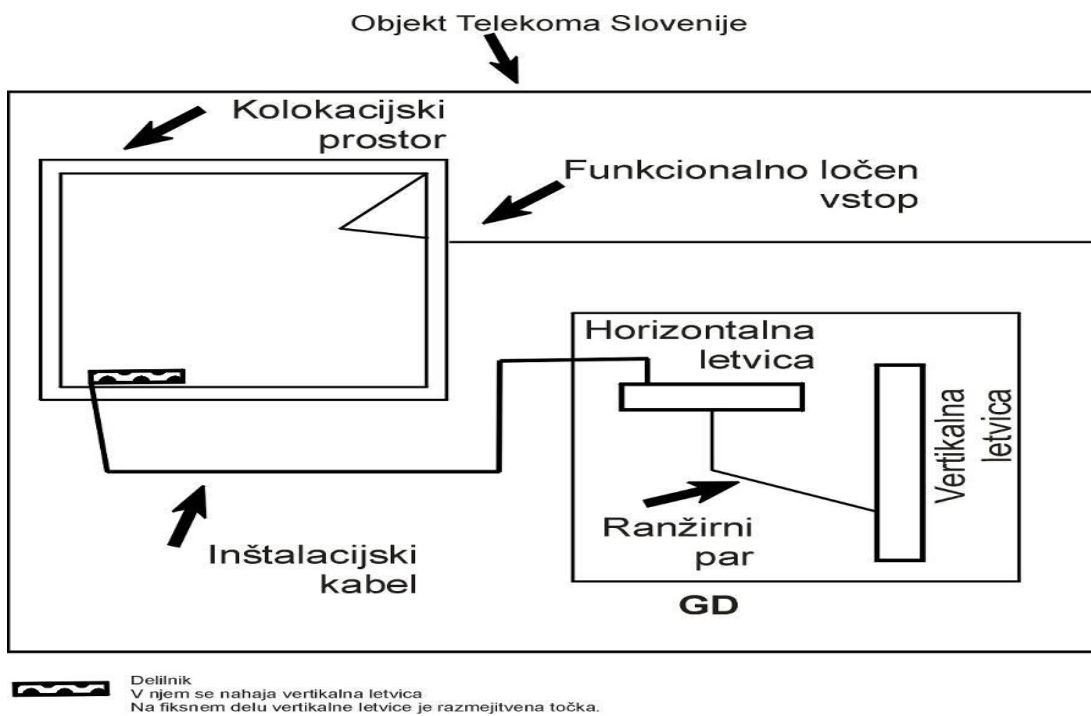 Objekt Telekoma Slovenije
Kolokacijski
prostor
Funkcionalno ločen
vstop
Horizontalna
letvica
Vertikalna
letvica
Ranžirni
par
Inštalacijski
kabel
GD
Delilnik
V njem se nahaja vertikalna letvica
Na fiksnem delu vertikalne letvice je razmejitvena točka.